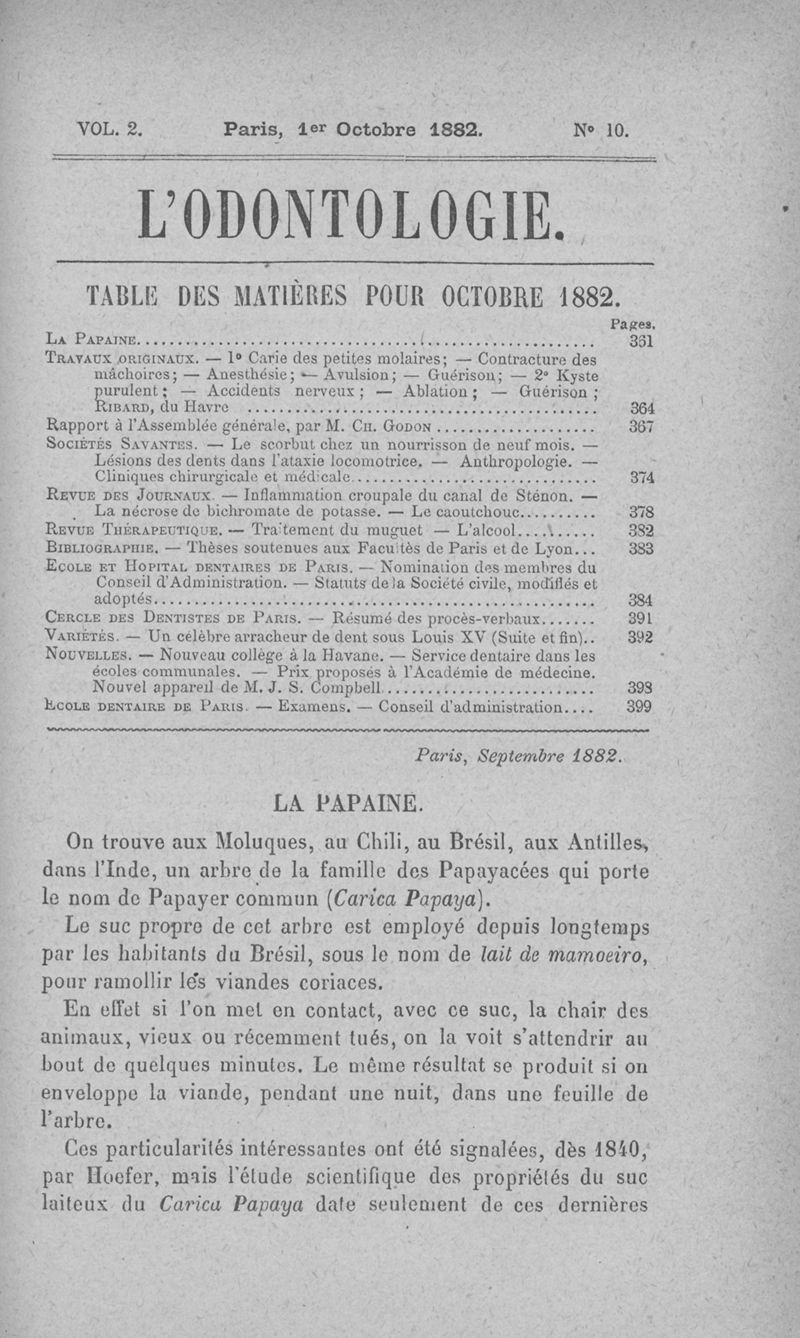 VOL. 2. Paris, 1er Octobre 1882. N° 10.
L'ODONTOLOGIE.
TABLE DES MATIÈRES POUR OCTOBRE 1882.
Pages.
LA PAPAINE. 361
TRAVAUX ORIGINAUX. — 1° Carie des petites molaires; — Contracture des
mâchoires; — Anesthésie; — Avulsion; — Guérison; — 2° Kyste
purulent; — Accidents nerveux; — Ablation; — Guérison;
RIBARD, du Havre 364
Rapport à l'Assemblée générale, par M. CH. GODON 367
SOCIÉTÉS SAVANTES. — Le scorbut chez un nourrisson de neuf mois. —
Lésions des dents dans l'ataxie locomotrice. — Anthropologie. —
Cliniques chirurgicale et médicale 374
REVUE DES JOURNAUX. — Inflammation croupale du canal de Sténon. —
La nécrose de bichromate de potasse. — Le caoutchouc 378
REVUE THÉRAPEUTIQUE. — Traitement du muguet — L'alcool 382
BIBLIOGRAPHIE. — Thèses soutenues aux Facultès de Paris et de Lyon... 383
ECOLE ET HOPITAL DENTAIRES DE PARIS. — Nomination des membres du
Conseil d'Administration. — Statuts de la Société civile, modifiés et
adoptés 384
CERCLE DES DENTISTES DE PARIS. — Résumé des procès-verbaux 391
VARIÉTÉS. — Un célèbre arracheur de dent sous Louis XV (Suite et fin).. 392
NOUVELLES. — Nouveau collège à la Havane. — Service dentaire dans les
écoles communales. — Prix proposés à l'Académie de médecine.
Nouvel appareil de M. J. S. Compbell 398
ECOLE DENTAIRE DE PARIS. — Examens. — Conseil d'administration.... 399
Paris, Septembre 1882.
LA PAPAINE.
On trouve aux Moluques, au Chili, au Brésil, aux Antilles,
dans l'Inde, un arbre de la famille des Papayacées qui porte
le nom de Papayer commun (Carica Papaya).
Le suc propre de cet arbre est employé depuis longtemps
par les habitants du Brésil, sous le nom de lait de mamoeiro,
pour ramollir les viandes coriaces.
En effet si l'on met en contact, avec ce suc, la chair des
animaux, vieux ou récemment tués, on la voit s'attendrir au
bout de quelques minutes. Le même résultat se produit si on
enveloppe la viande, pendant une nuit, dans une feuille de
l'arbre.
Ces particularités intéressantes ont été signalées, dès 1840,
par Hoefer, mais l'étude scientifique des propriétés du suc
laiteux du Carica Papaya date seulement de ces dernières